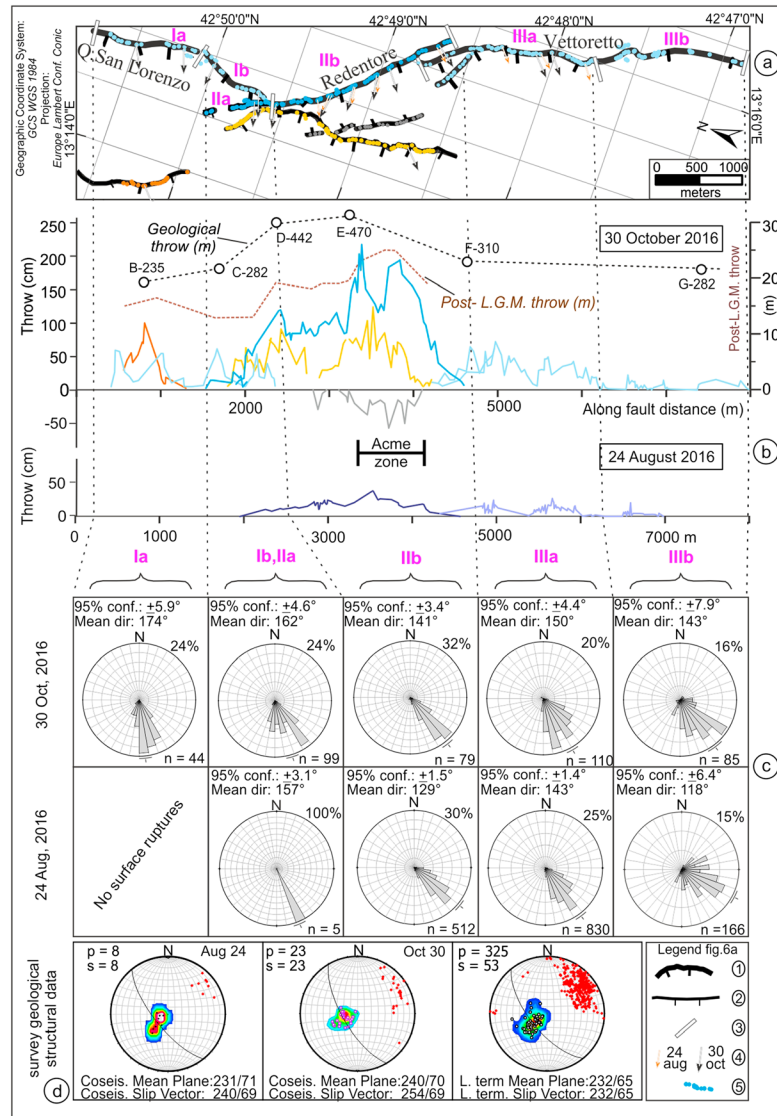 42°50'0"N
42°49'0"N
42°48'0"N
42°47'0"N
Geographic Coordinate System:
GCS WGS 1984
Projection:
Europe Lambert Conf. Conic
Ia
Q.San Lorenzo
Ib
IIa
IIb
Redentore
IIIa
Vettoretto
IIIb
a
13°14'0"E
13°16'0"E
N
0 500 1000
meters
250
200
150
100
50
0
-50
Throw (cm)
Geological
throw (m)
B-235
C-282
D-442
E-470
F-310
G-282
30 October 2016
Post- L.G.M. throw (m)
30
20
10
0
Post-L.G.M. throw
(m)
2000
5000
Along fault distance (m)
Acme
zone
b
24 August 2016
Throw (cm)
50
0
0 1000 3000 5000 7000 m
Ia
Ib,IIa
IIb
IIIa
IIIb
30 Oct, 2016
95% conf.: ±5.9°
Mean dir: 174°
N
24%
n = 44
95% conf.: ±4.6°
Mean dir: 162°
N
24%
n = 99
95% conf.: ±3.4°
Mean dir: 141°
N
32%
n = 79
95% conf.: ±4.4°
Mean dir: 150°
N
20%
n = 110
95% conf.: ±7.9°
Mean dir: 143°
N
16%
n = 85
c
24 Aug, 2016
No surface ruptures
95% conf.: ±3.1°
Mean dir: 157°
N
100%
n = 5
95% conf.: ±1.5°
Mean dir: 129°
N
30%
n = 512
95% conf.: ±1.4°
Mean dir: 143°
N
25%
n = 830
95% conf.: ±6.4°
Mean dir: 118°
N
15%
n =166
survey geological
structural data
d
p = 8
s = 8
N
Aug 24
Coseis. Mean Plane:231/71
Coseis. Slip Vector: 240/69
p = 23
s = 23
N
Oct 30
Coseis. Mean Plane:240/70
Coseis. Slip Vector: 254/69
p = 325
s = 53
N
L. term Mean Plane:232/65
L. term. Slip Vector: 232/65
Legend fig.6a
1
2
3
24
aug
30
oct
4
5